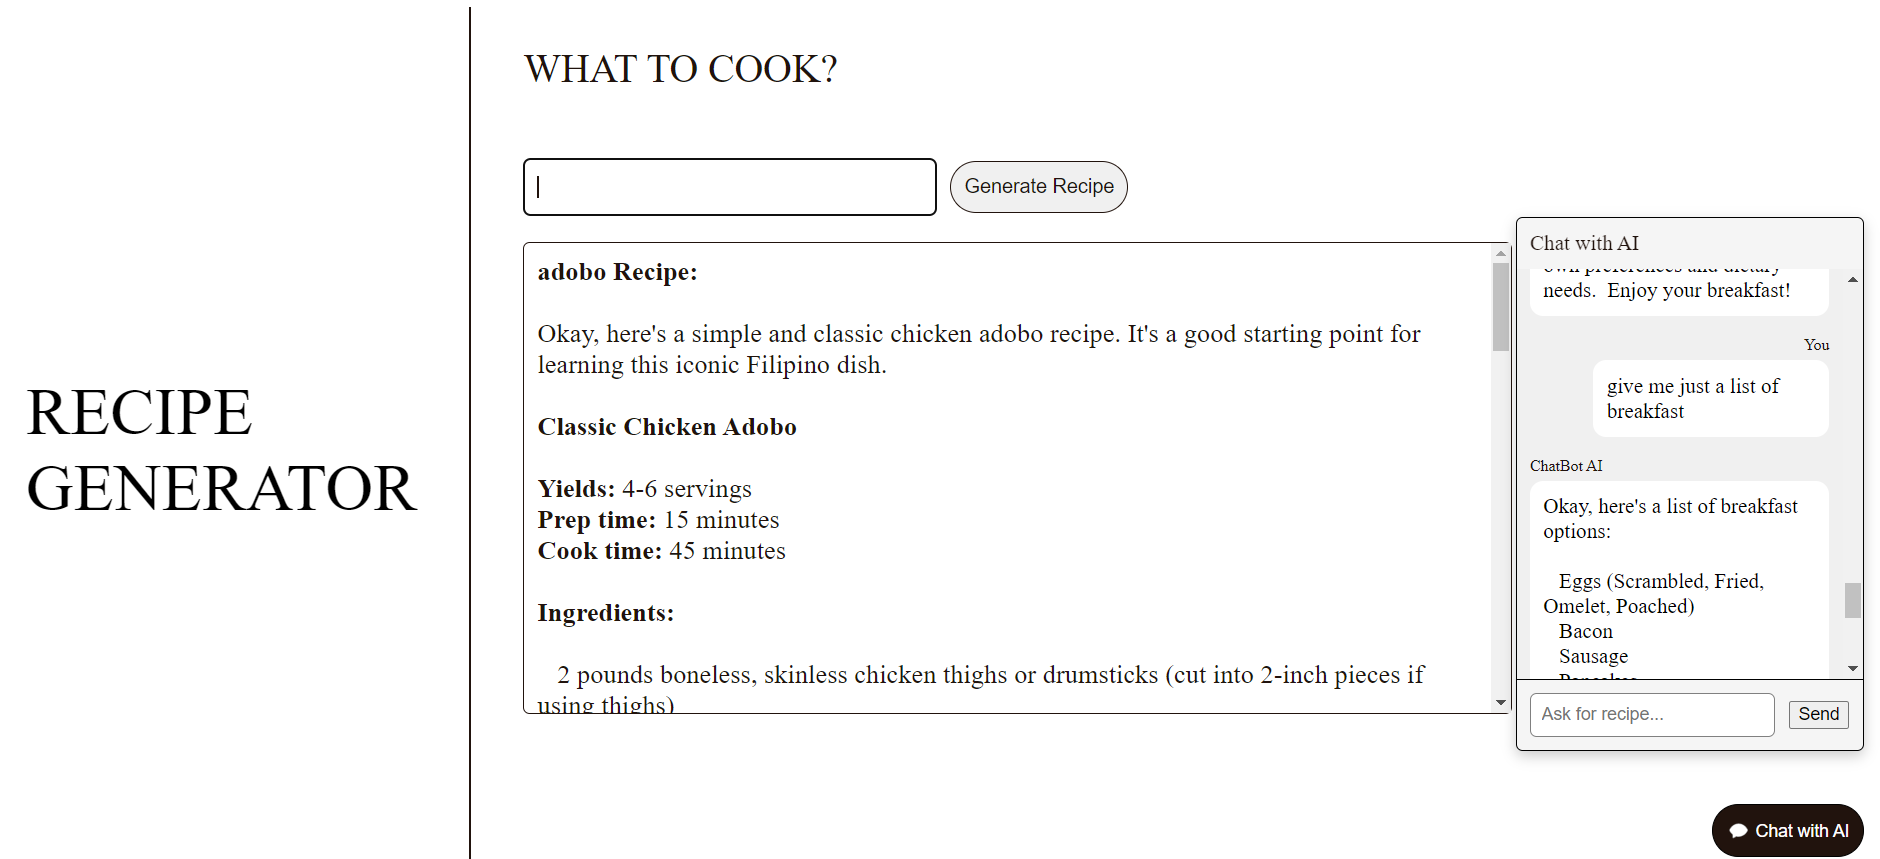 RECIPE
GENERATOR
WHAT TO COOK?
Generate Recipe
adobo Recipe:
Okay, here's a simple and classic chicken adobo recipe. It's a good starting point for
learning this iconic Filipino dish.
Classic Chicken Adobo
Yields: 4-6 servings
Prep time: 15 minutes
Cook time: 45 minutes
Ingredients:
2 pounds boneless, skinless chicken thighs or drumsticks (cut into 2-inch pieces if
using thighs)
Chat with AI
own preferences and dietary
needs.  Enjoy your breakfast!
You
give me just a list of
breakfast
ChatBot AI
Okay, here's a list of breakfast
options:
Eggs (Scrambled, Fried,
Omelet, Poached)
Bacon
Sausage
Pancakes
Ask for recipe...
Send
Chat with AI